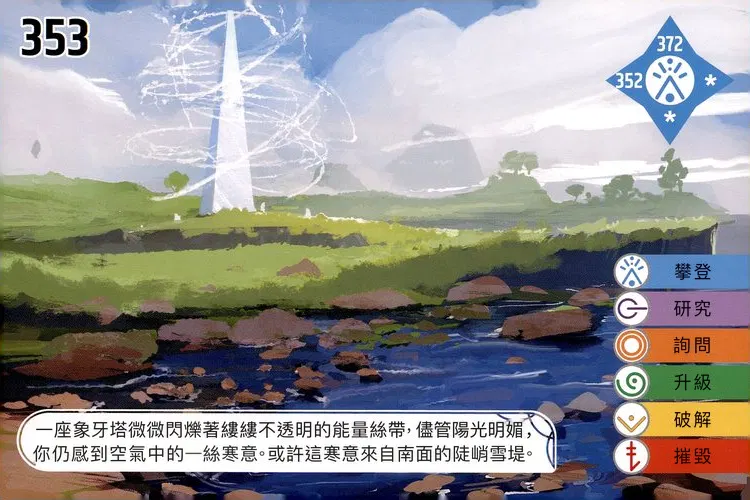 353
372
352 *
*
攀登
研究
詢問
升級
破解
摧毀
一座象牙塔微微閃爍著縷縷不透明的能量絲帶，儘管陽光明媚，
你仍感到空氣中的一絲寒意。或許這寒意來自南面的陡峭雪堤。